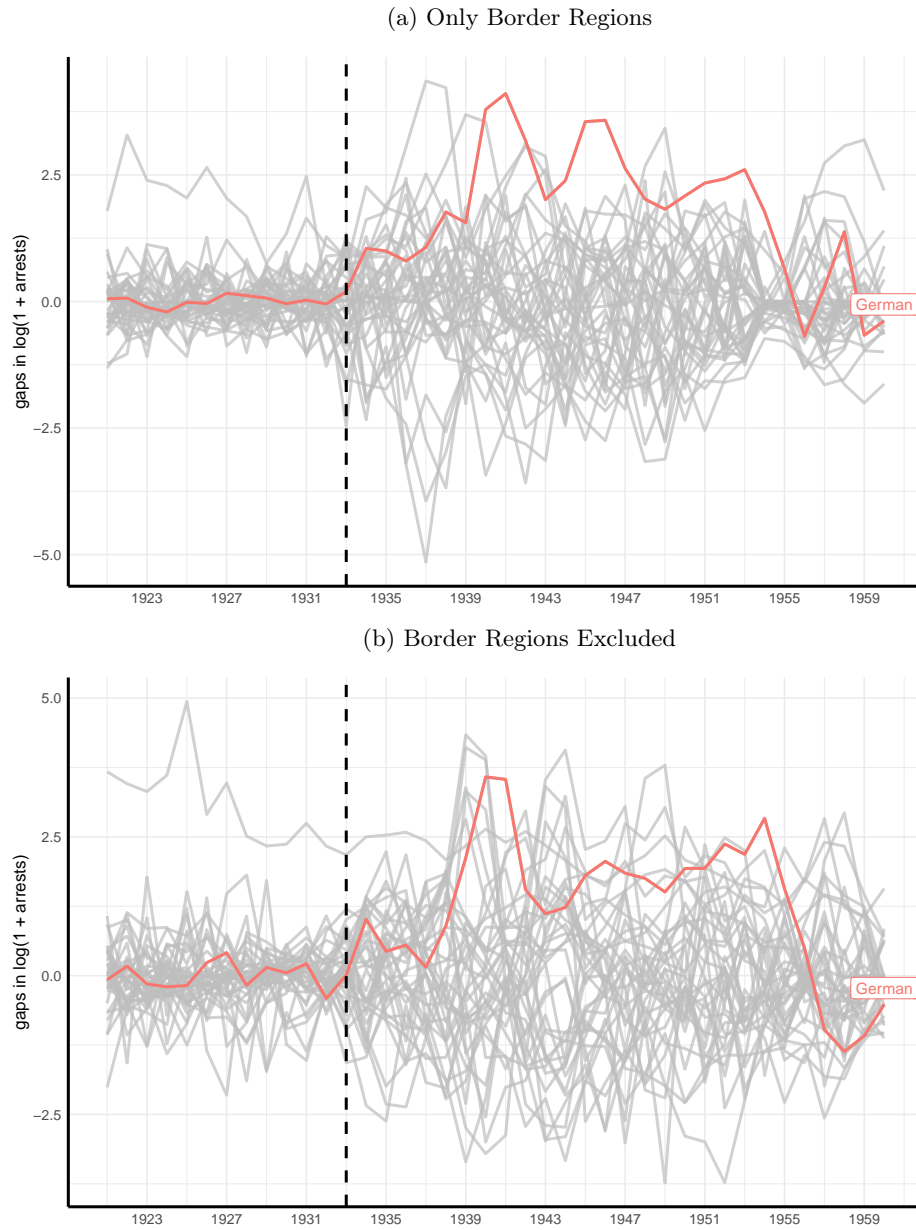 (a) Only Border Regions
gaps in log(1 + arrests)
2.5
0.0
−2.5
−5.0
German
1923 1927 1931 1935 1939 1943 1947 1951 1955 1959
(b) Border Regions Excluded
gaps in log(1 + arrests)
5.0
2.5
0.0
−2.5
German
1923 1927 1931 1935 1939 1943 1947 1951 1955 1959